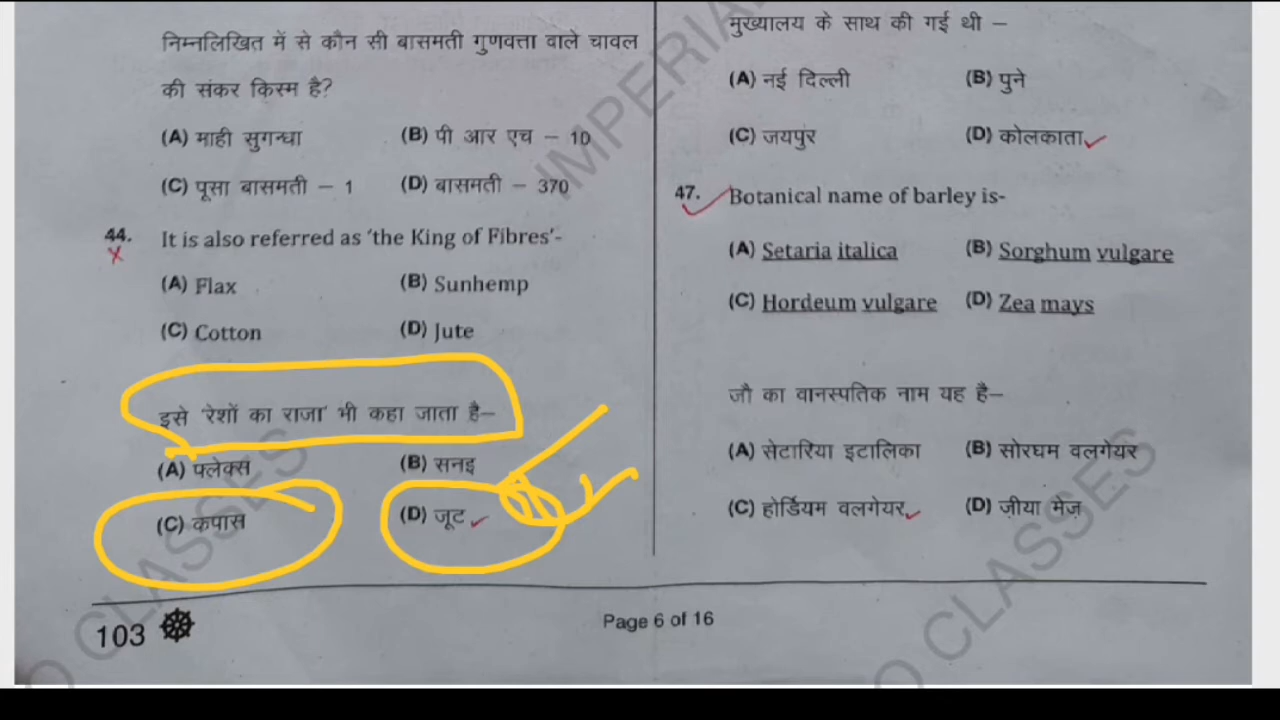 निम्नलिखित में से कौन सी बासमती गुणवत्ता वाले चावल
की संकर किस्म है?
(A) माही सुगन्धा (B) पी आर एच – 10
(C) पूसा बासमती – 1 (D) बासमती – 370
44. It is also referred as 'the King of Fibres'-
(A) Flax (B) Sunhemp
(C) Cotton (D) Jute
इसे 'रेशों का राजा' भी कहा जाता है–
(A) फ्लेक्स (B) सनइ
(C) कपास (D) जूट
मुख्यालय के साथ की गई थी –
(A) नई दिल्ली (B) पुने
(C) जयपुर (D) कोलकाता
47. Botanical name of barley is-
(A) Setaria italica (B) Sorghum vulgare
(C) Hordeum vulgare (D) Zea mays
जौ का वानस्पतिक नाम यह है–
(A) सेटारिया इटालिका (B) सोरघम वलगेयर
(C) होर्डियम वलगेयर (D) ज़ीया मेज़
103 Page 6 of 16
IMPERIA
CLASSES
O CLASSES